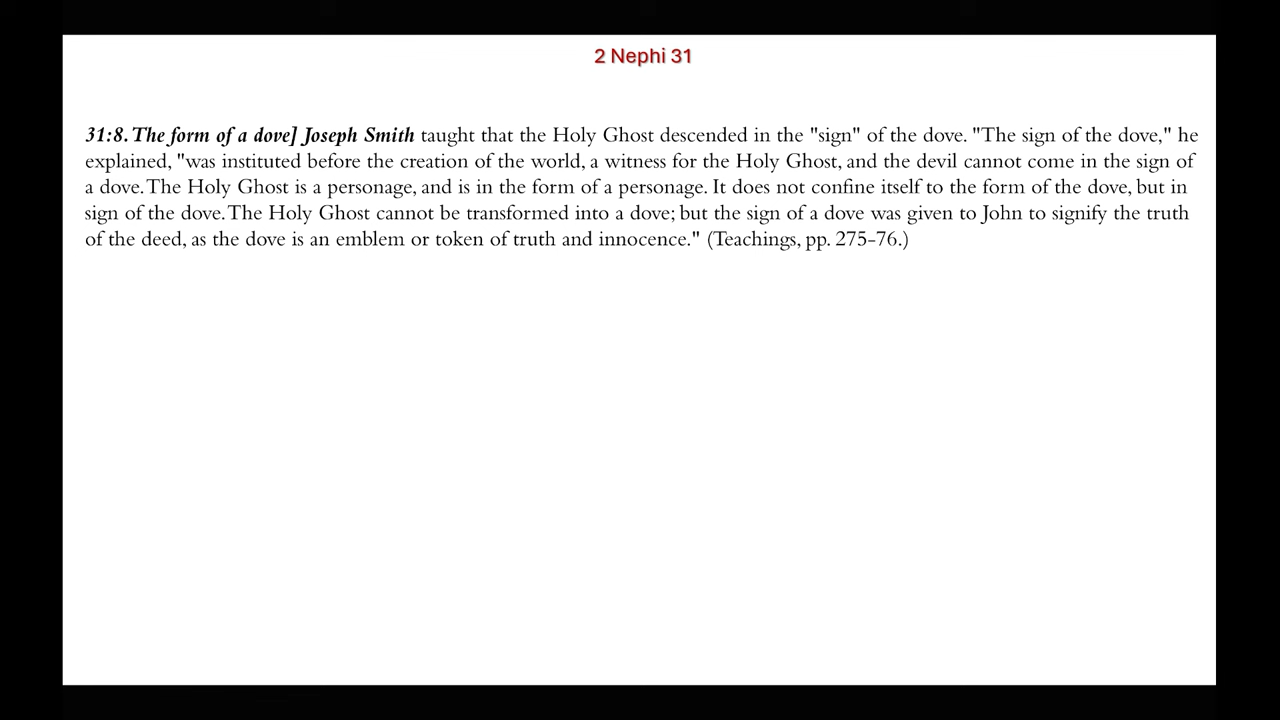 2 Nephi 31
31:8. The form of a dove] Joseph Smith taught that the Holy Ghost descended in the "sign" of the dove. "The sign of the dove," he
explained, "was instituted before the creation of the world, a witness for the Holy Ghost, and the devil cannot come in the sign of
a dove. The Holy Ghost is a personage, and is in the form of a personage. It does not confine itself to the form of the dove, but in
sign of the dove. The Holy Ghost cannot be transformed into a dove; but the sign of a dove was given to John to signify the truth
of the deed, as the dove is an emblem or token of truth and innocence." (Teachings, pp. 275-76.)